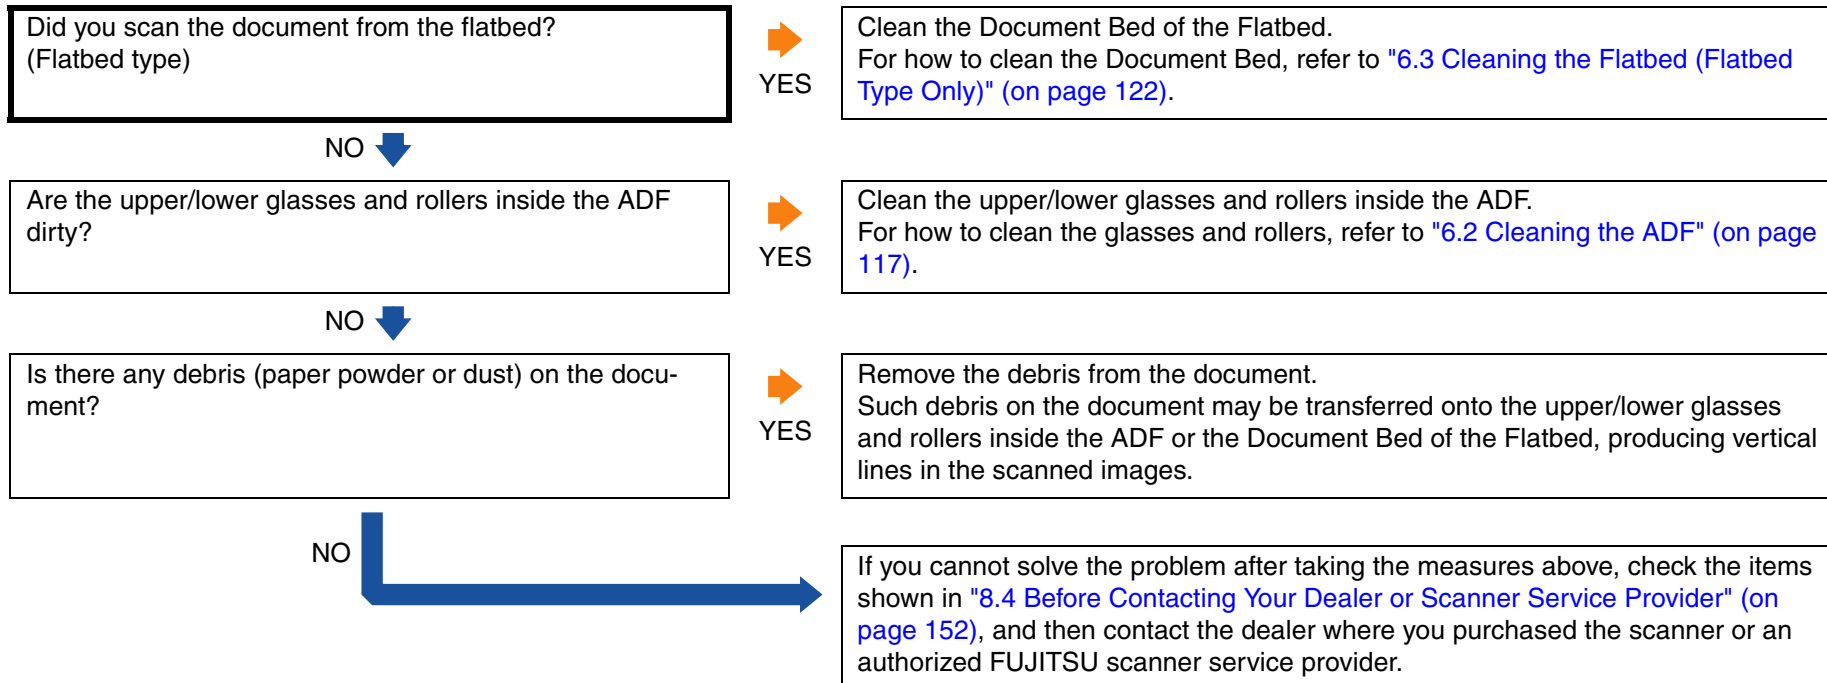 Did you scan the document from the flatbed?
(Flatbed type)
YES
Clean the Document Bed of the Flatbed.
For how to clean the Document Bed, refer to "6.3 Cleaning the Flatbed (Flatbed
Type Only)" (on page 122).
NO
Are the upper/lower glasses and rollers inside the ADF
dirty?
YES
Clean the upper/lower glasses and rollers inside the ADF.
For how to clean the glasses and rollers, refer to "6.2 Cleaning the ADF" (on page
117).
NO
Is there any debris (paper powder or dust) on the docu-
ment?
YES
Remove the debris from the document.
Such debris on the document may be transferred onto the upper/lower glasses
and rollers inside the ADF or the Document Bed of the Flatbed, producing vertical
lines in the scanned images.
NO
If you cannot solve the problem after taking the measures above, check the items
shown in "8.4 Before Contacting Your Dealer or Scanner Service Provider" (on
page 152), and then contact the dealer where you purchased the scanner or an
authorized FUJITSU scanner service provider.